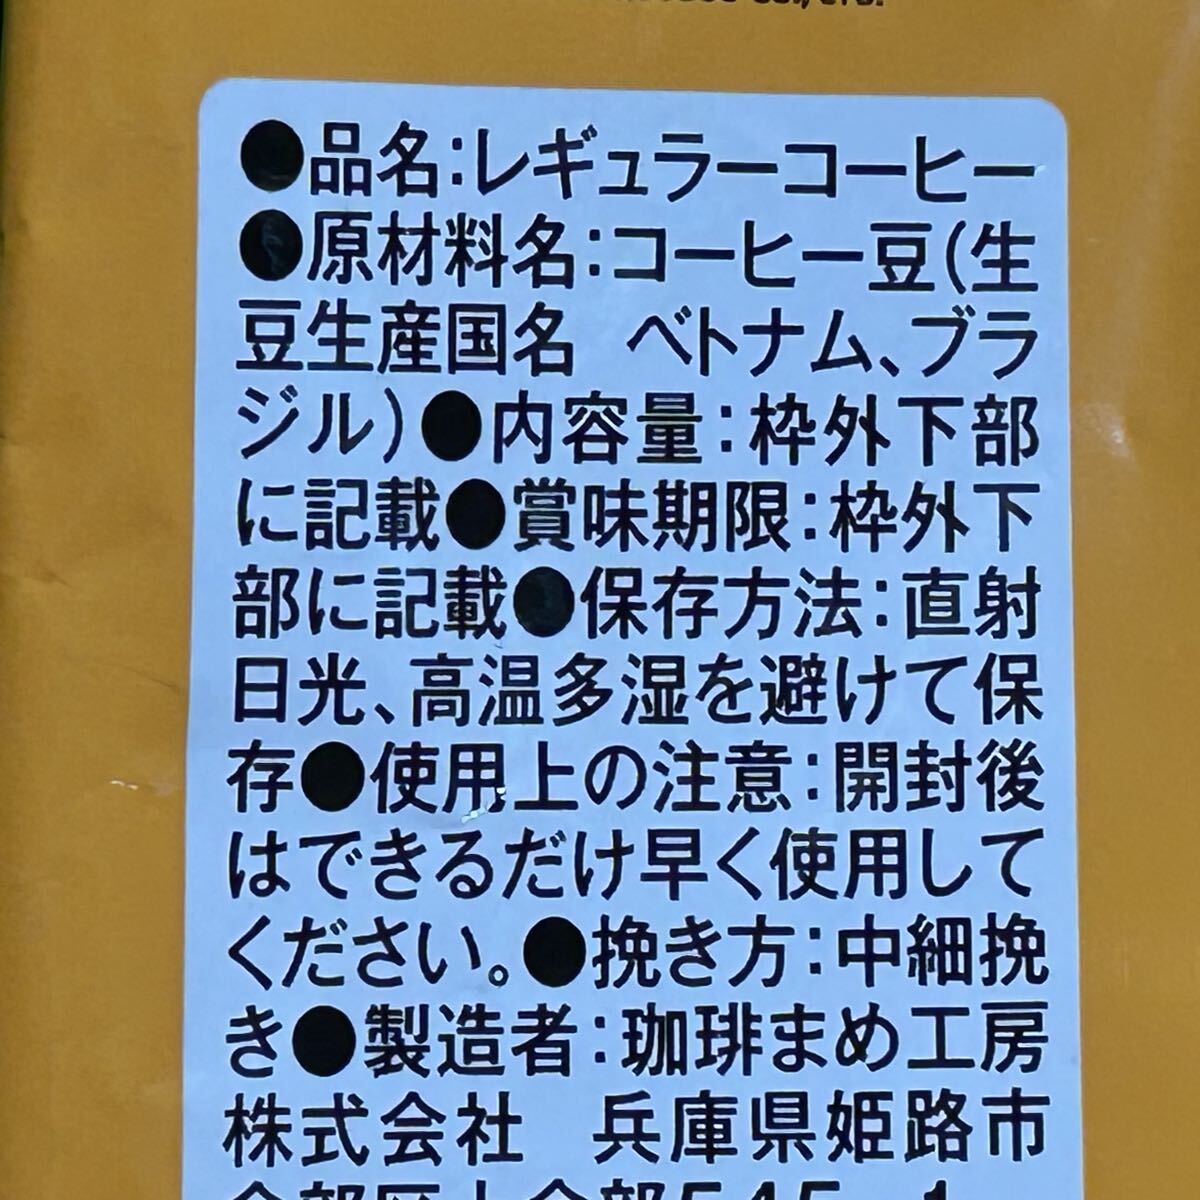 ●品名:レギュラーコーヒー
●原材料名:コーヒー豆(生
豆生産国名　ベトナム、ブラ
ジル)●内容量:枠外下部
に記載●賞味期限:枠外下
部に記載●保存方法:直射
日光、高温多湿を避けて保
存●使用上の注意:開封後
はできるだけ早く使用して
ください。●挽き方:中細挽
き●製造者:珈琲まめ工房
株式会社　兵庫県姫路市